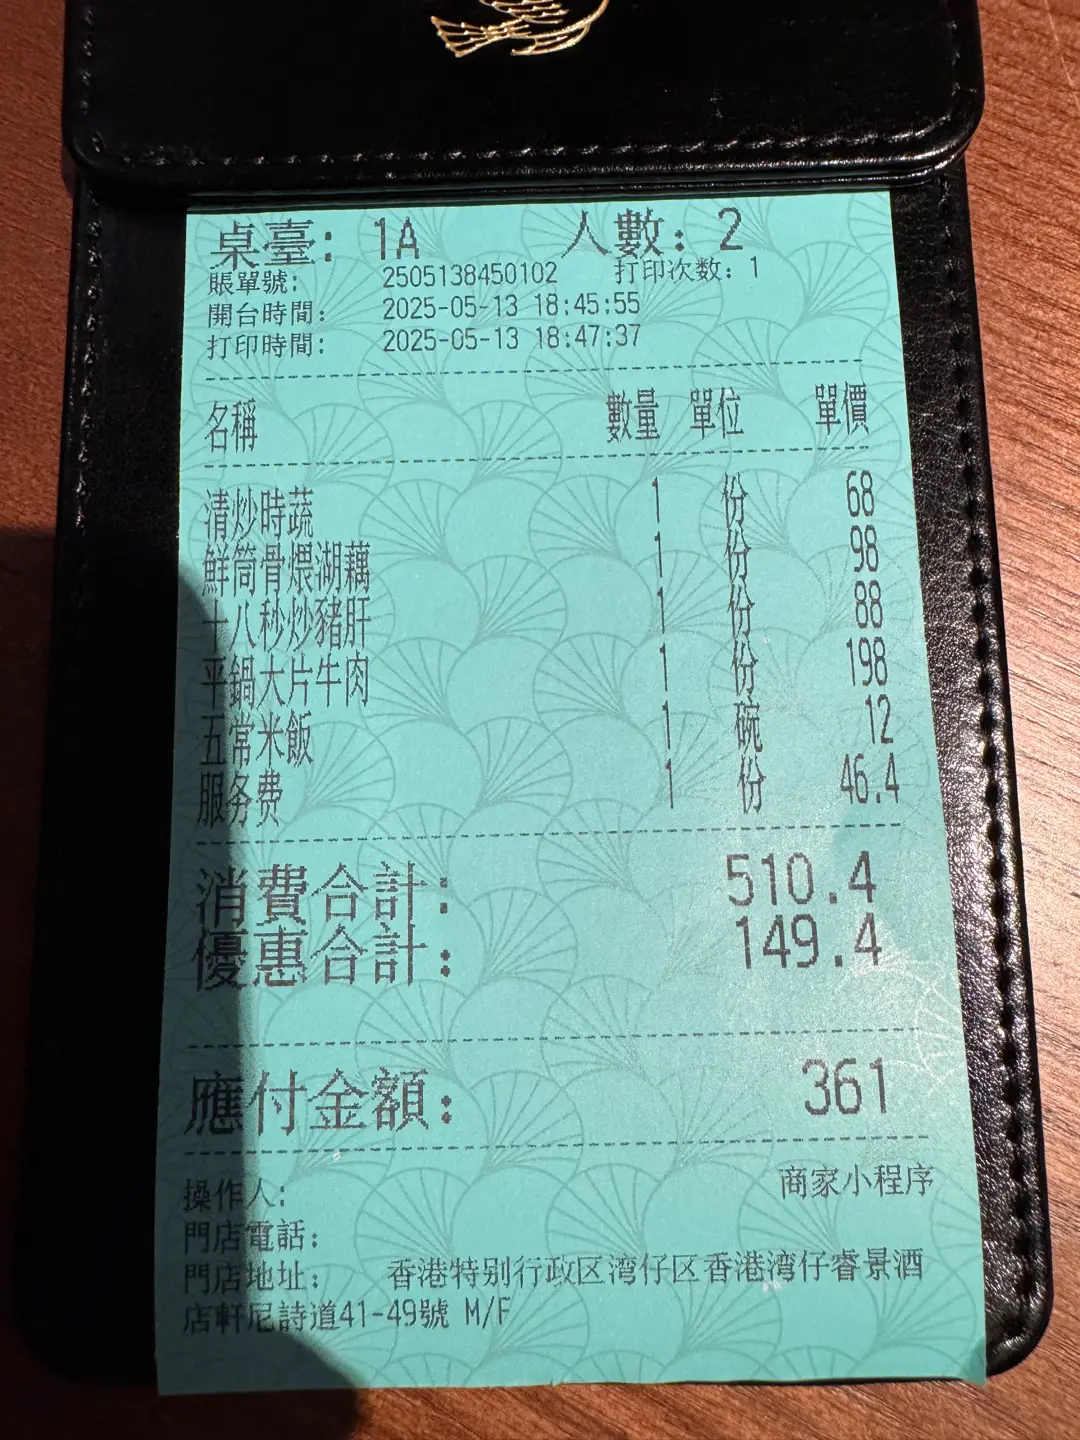 桌臺: 1A 人數: 2
賬單號: 2505138450102 打印次数: 1
開台時間: 2025-05-13 18:45:55
打印時間: 2025-05-13 18:47:37
名稱 數量 單位 單價
清炒時蔬 1 份 68
鮮筒骨煨湖藕 1 份 98
十八秒炒豬肝 1 份 88
平鍋大片牛肉 1 份 198
五常米飯 1 碗 12
服务费 1 份 46.4
消費合計: 510.4
優惠合計: 149.4
應付金額: 361
操作人: 商家小程序
門店電話:
門店地址: 香港特别行政区湾仔区香港湾仔睿景酒
店軒尼詩道41-49號 M/F